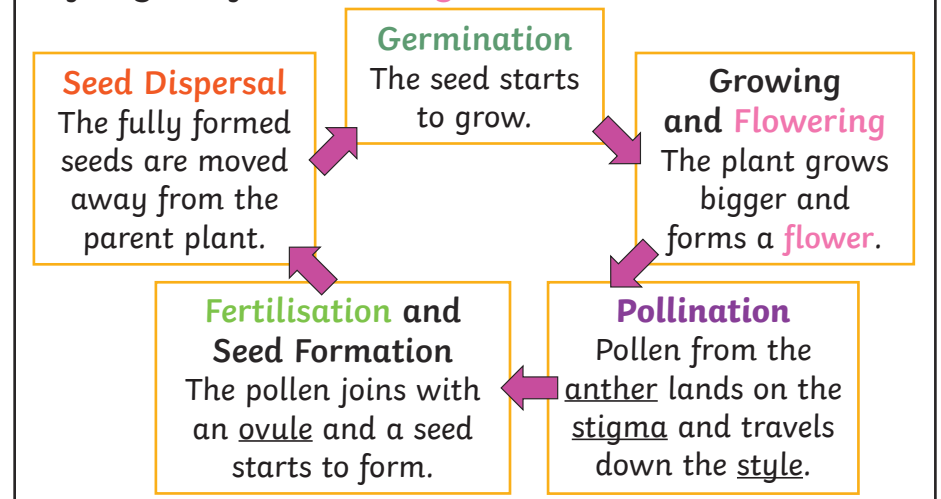 Germination
The seed starts
to grow.
Growing
and Flowering
The plant grows
bigger and
forms a flower.
Pollination
Pollen from the
anther lands on the
stigma and travels
down the style.
Fertilisation and
Seed Formation
The pollen joins with
an ovule and a seed
starts to form.
Seed Dispersal
The fully formed
seeds are moved
away from the
parent plant.